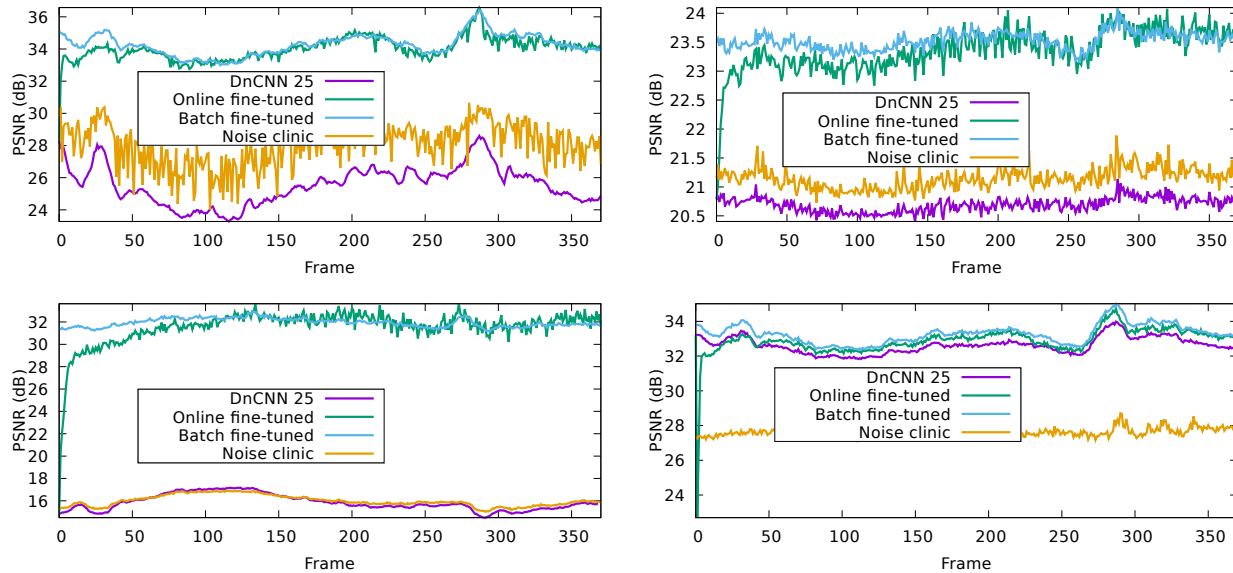 36
34
32
30
28
26
24
PSNR (dB)
DnCNN 25
Online fine-tuned
Batch fine-tuned
Noise clinic
0 50 100 150 200 250 300 350
Frame
24
23.5
23
22.5
22
21.5
21
20.5
PSNR (dB)
DnCNN 25
Online fine-tuned
Batch fine-tuned
Noise clinic
0 50 100 150 200 250 300 350
Frame
32
30
28
26
24
22
20
18
16
PSNR (dB)
DnCNN 25
Online fine-tuned
Batch fine-tuned
Noise clinic
0 50 100 150 200 250 300 350
Frame
34
32
30
28
26
24
PSNR (dB)
DnCNN 25
Online fine-tuned
Batch fine-tuned
Noise clinic
0 50 100 150 200 250 300 350
Frame